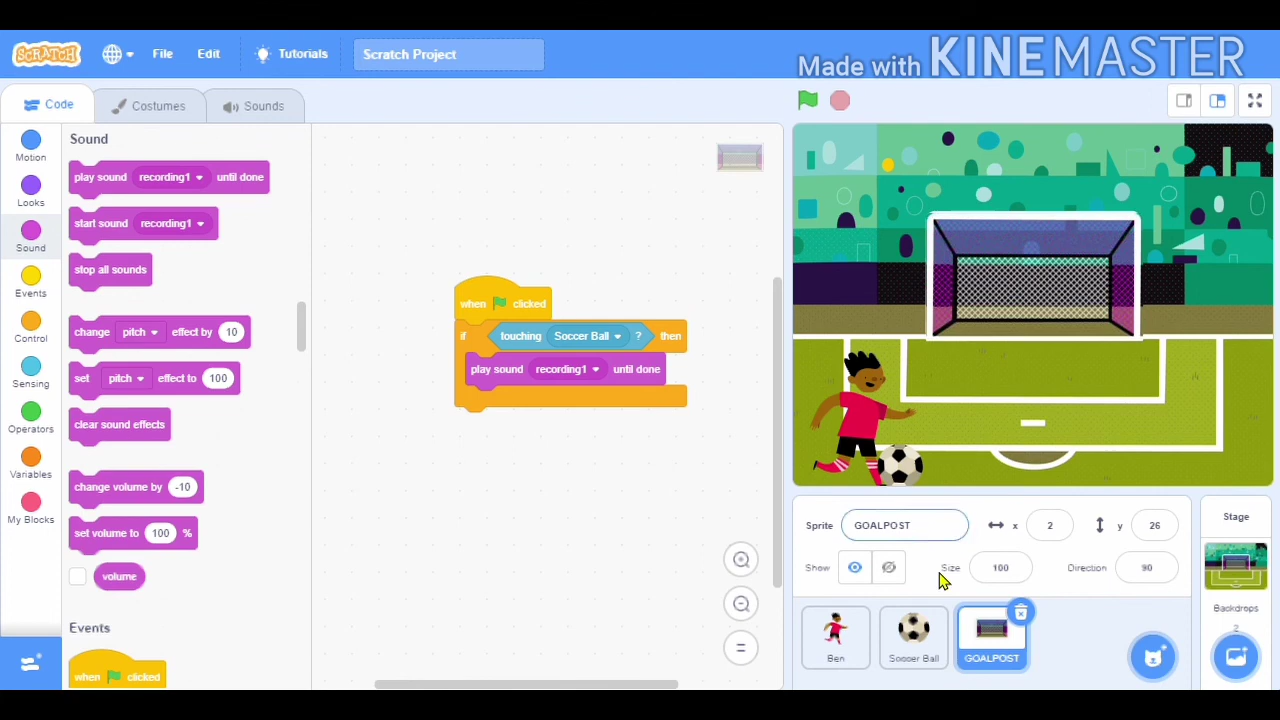 Made with KINEMASTER
SCRATCH File Edit Tutorials Scratch Project
Code Costumes Sounds
Motion
Looks
Sound
Events
Control
Sensing
Operators
Variables
My Blocks
Sound
play sound recording1 until done
start sound recording1
stop all sounds
change pitch effect by 10
set pitch effect to 100
clear sound effects
change volume by -10
set volume to 100 %
volume
Events
when clicked
when clicked
if touching Soccer Ball ? then
play sound recording1 until done
Sprite GOALPOST x 2 y 26
Show Size 100 Direction 90
Ben
Soccer Ball
GOALPOST
Stage
Backdrops
2